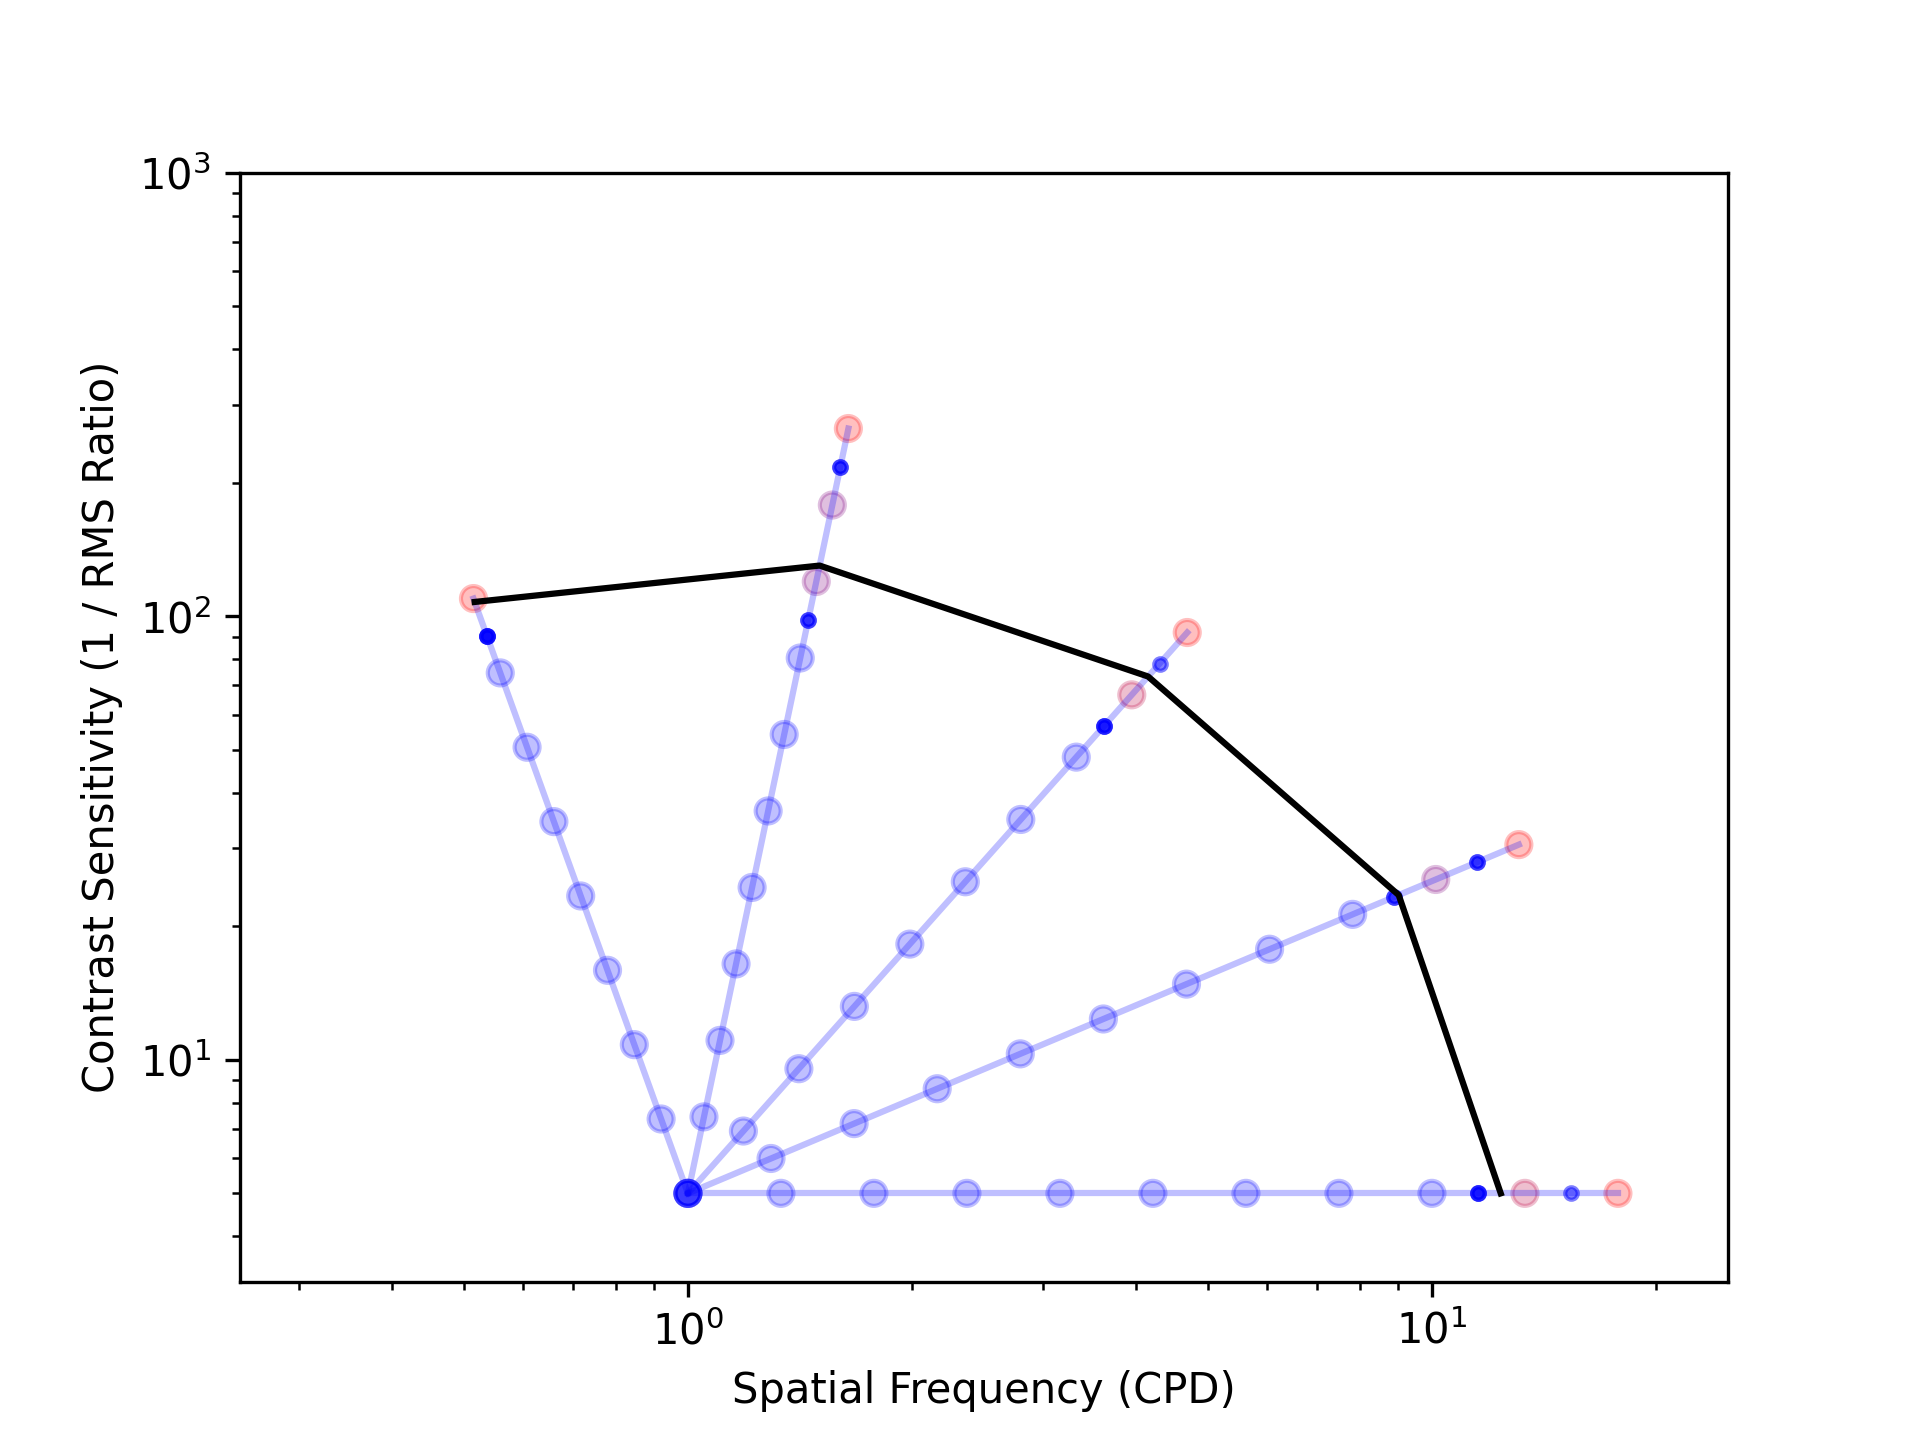 10³
10²
10¹
Contrast Sensitivity (1 / RMS Ratio)
10⁰
10¹
Spatial Frequency (CPD)